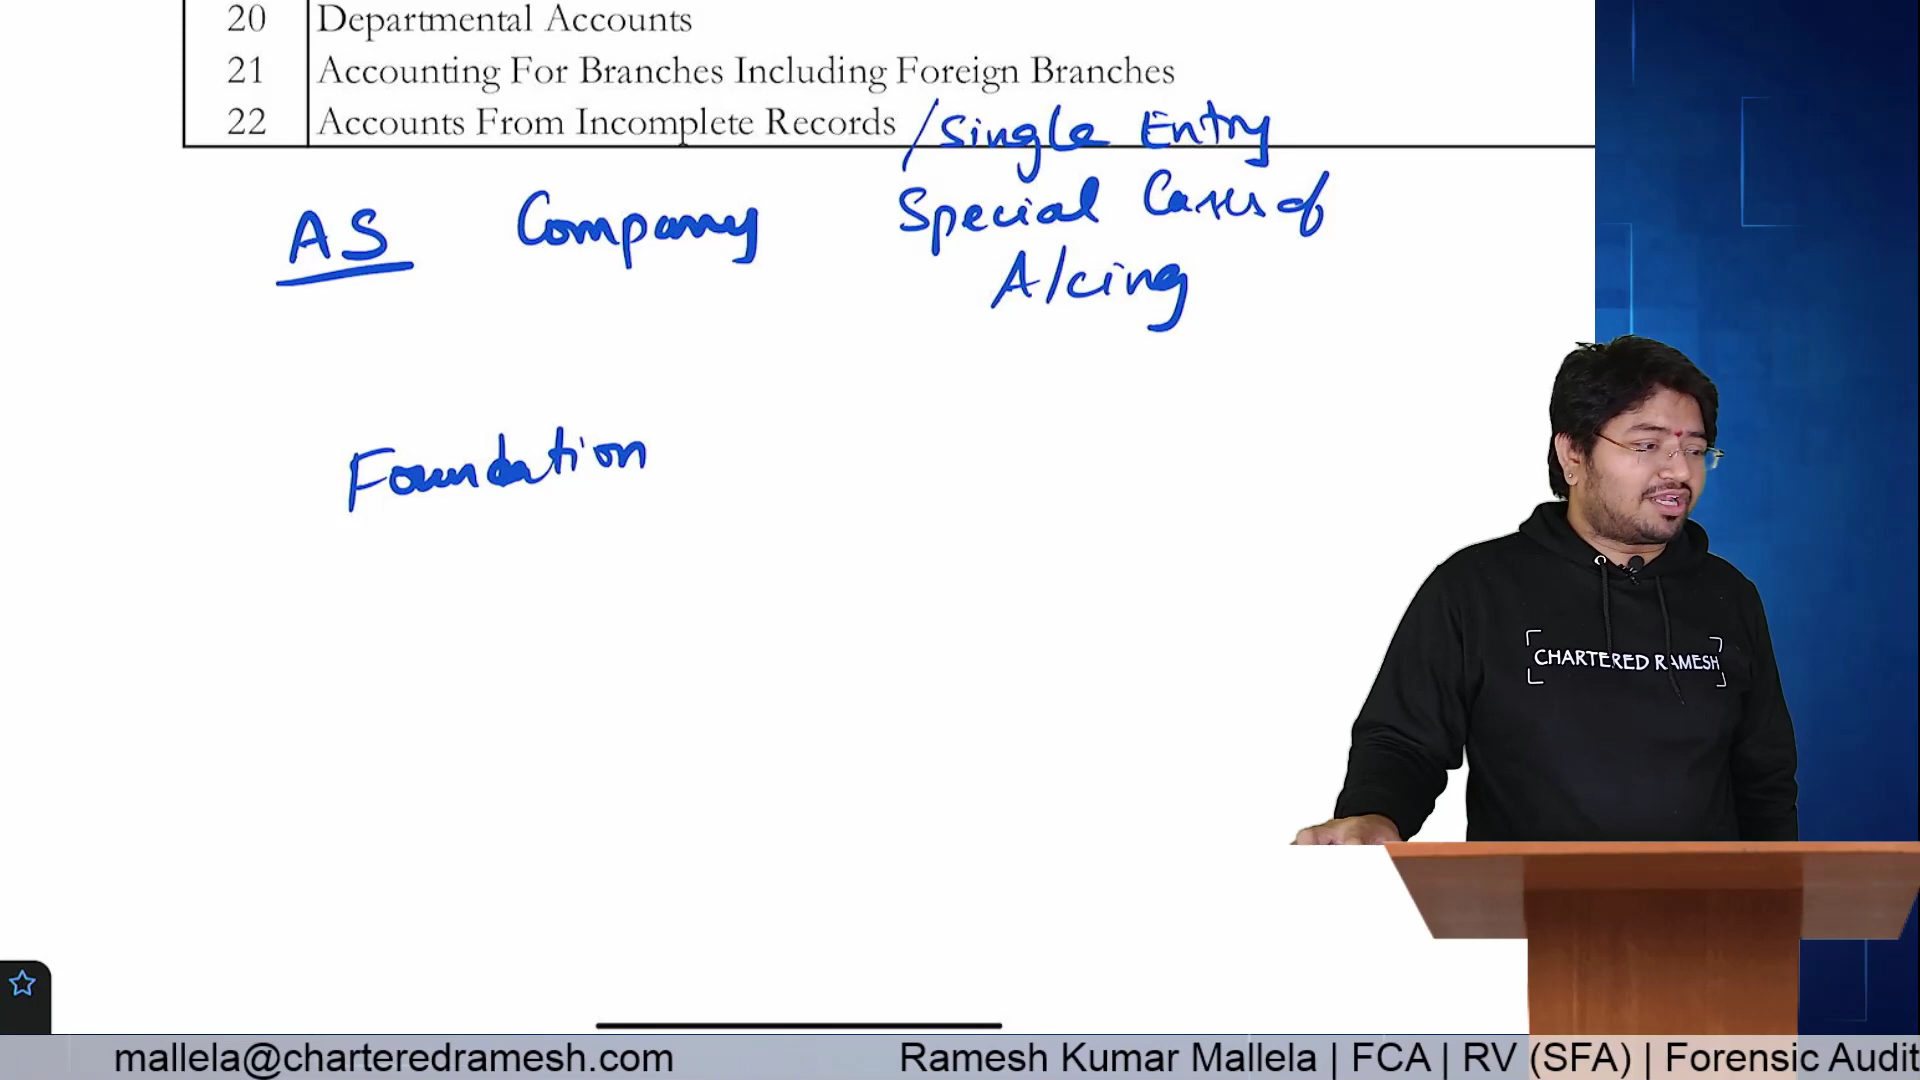 20 Departmental Accounts
21 Accounting For Branches Including Foreign Branches
22 Accounts From Incomplete Records /Single Entry
AS Company Special Cases of
A/cing
Foundation
CHARTERED RAMESH
mallela@charteredramesh.com Ramesh Kumar Mallela | FCA | RV (SFA) | Forensic Audit